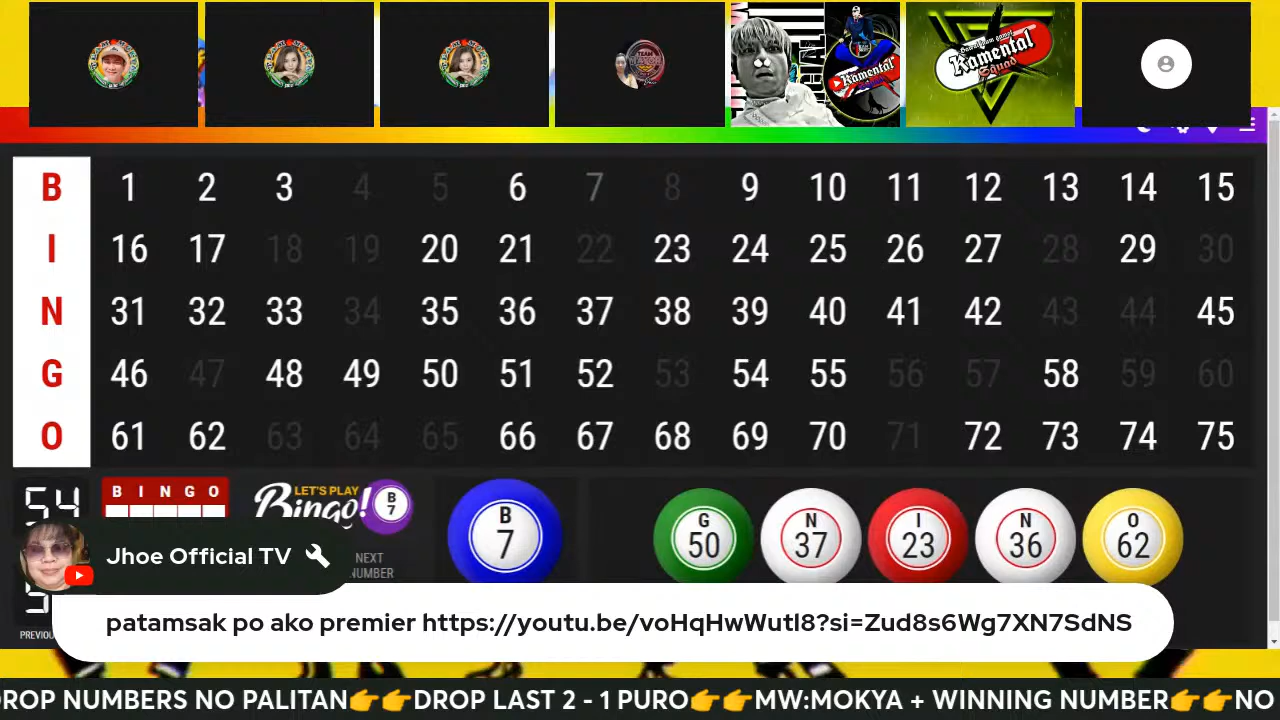 Kamental
Gawai ilaw gamot
Kamental
Squad
B 1 2 3 4 5 6 7 8 9 10 11 12 13 14 15
I 16 17 18 19 20 21 22 23 24 25 26 27 28 29 30
N 31 32 33 34 35 36 37 38 39 40 41 42 43 44 45
G 46 47 48 49 50 51 52 53 54 55 56 57 58 59 60
O 61 62 63 64 65 66 67 68 69 70 71 72 73 74 75
54
B I N G O
LET'S PLAY
Bingo!
B
7
NEXT
NUMBER
B
7
G
50
N
37
I
23
N
36
O
62
Jhoe Official TV
patamsak po ako premier https://youtu.be/voHqHwWutI8?si=Zud8s6Wg7XN7SdNS
DROP NUMBERS NO PALITAN👉👉DROP LAST 2 - 1 PURO👉👉MW:MOKYA + WINNING NUMBER👉👉NO